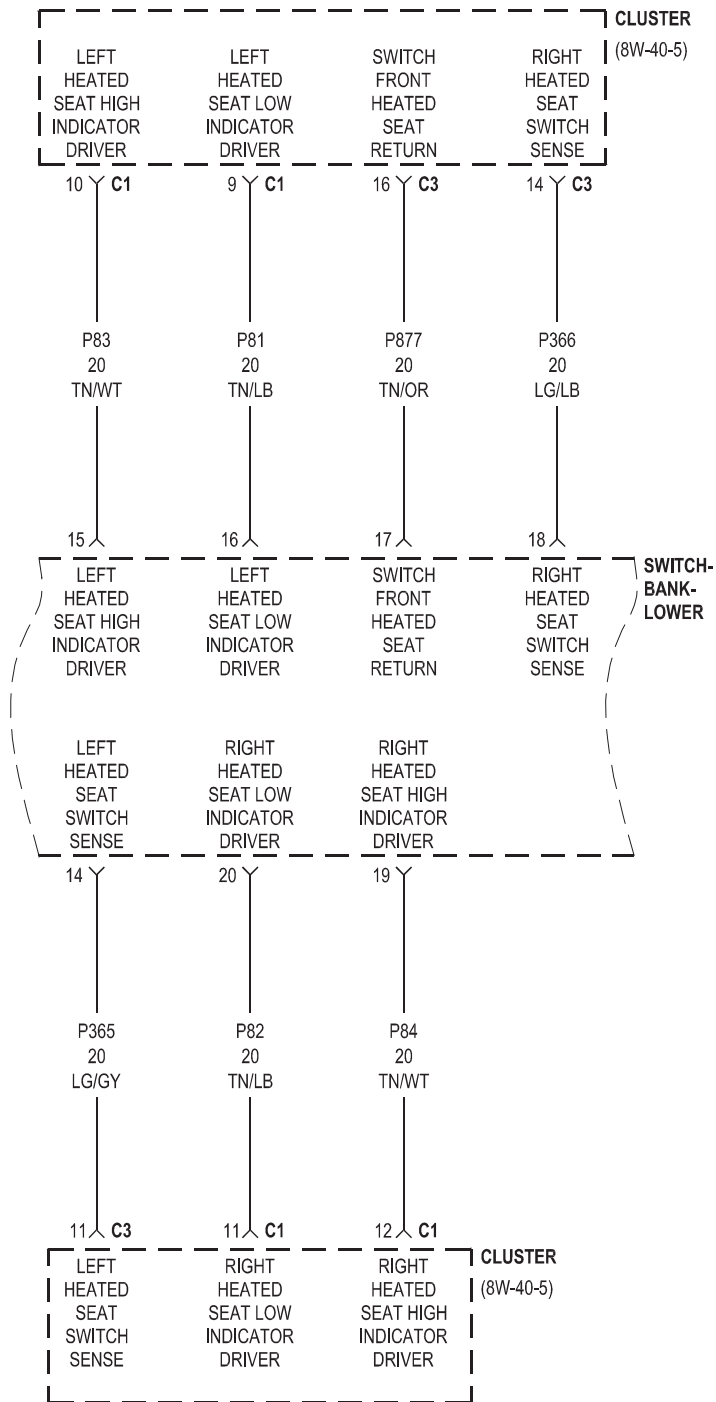 CLUSTER
(8W-40-5)
LEFT
HEATED
SEAT HIGH
INDICATOR
DRIVER
LEFT
HEATED
SEAT LOW
INDICATOR
DRIVER
SWITCH
FRONT
HEATED
SEAT
RETURN
RIGHT
HEATED
SEAT
SWITCH
SENSE
10 C1
9 C1
16 C3
14 C3
P83
20
TN/WT
P81
20
TN/LB
P877
20
TN/OR
P366
20
LG/LB
15
16
17
18
SWITCH-
BANK-
LOWER
LEFT
HEATED
SEAT HIGH
INDICATOR
DRIVER
LEFT
HEATED
SEAT LOW
INDICATOR
DRIVER
SWITCH
FRONT
HEATED
SEAT
RETURN
RIGHT
HEATED
SEAT
SWITCH
SENSE
LEFT
HEATED
SEAT
SWITCH
SENSE
RIGHT
HEATED
SEAT LOW
INDICATOR
DRIVER
RIGHT
HEATED
SEAT HIGH
INDICATOR
DRIVER
14
20
19
P365
20
LG/GY
P82
20
TN/LB
P84
20
TN/WT
11 C3
11 C1
12 C1
CLUSTER
(8W-40-5)
LEFT
HEATED
SEAT
SWITCH
SENSE
RIGHT
HEATED
SEAT LOW
INDICATOR
DRIVER
RIGHT
HEATED
SEAT HIGH
INDICATOR
DRIVER